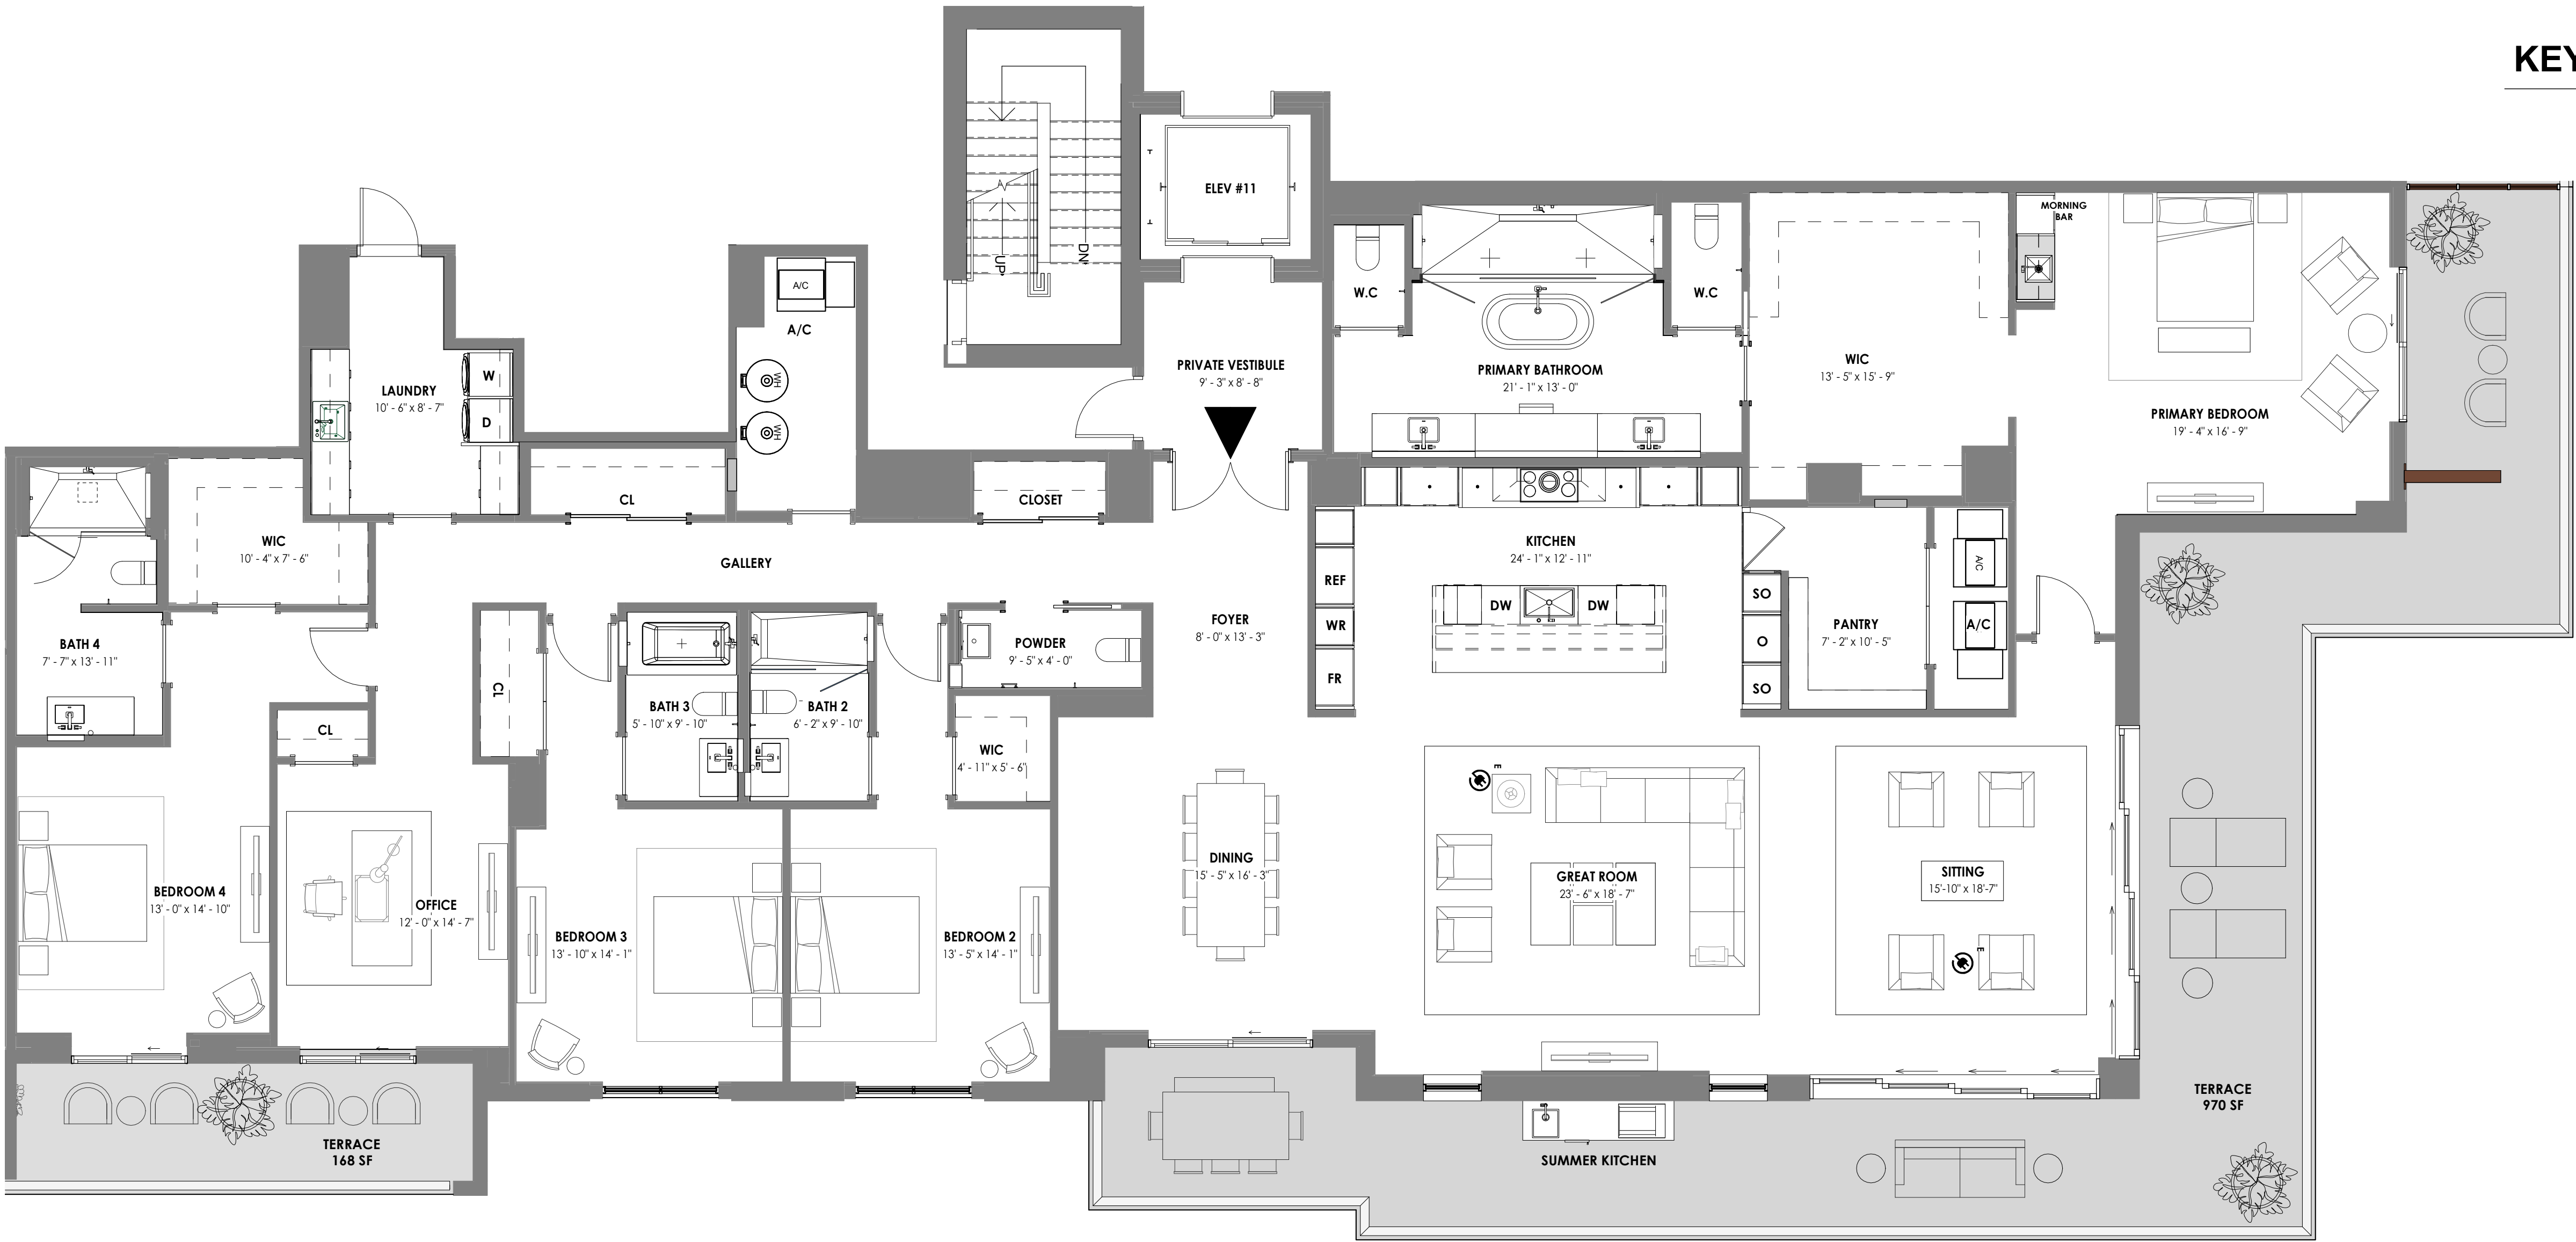 KEY
ELEV #11
MORNING
BAR
DN
UP
A/C
A/C
W.C
W.C
PRIVATE VESTIBULE
9' - 3" x 8' - 8"
PRIMARY BATHROOM
21' - 1" x 13' - 0"
WIC
13' - 5" x 15' - 9"
PRIMARY BEDROOM
19' - 4" x 16' - 9"
LAUNDRY
10' - 6" x 8' - 7"
W
D
WH
WH
CL
CLOSET
WIC
10' - 4" x 7' - 6"
GALLERY
KITCHEN
24' - 1" x 12' - 11"
A/C
REF
DW
DW
SO
FOYER
8' - 0" x 13' - 3"
WR
O
PANTRY
7' - 2" x 10' - 5"
A/C
BATH 4
7' - 7" x 13' - 11"
POWDER
9' - 5" x 4' - 0"
FR
SO
CL
BATH 3
5' - 10" x 9' - 10"
BATH 2
6' - 2" x 9' - 10"
CL
WIC
4' - 11" x 5' - 6"
E
DINING
15' - 5" x 16' - 3"
GREAT ROOM
23' - 6" x 18' - 7"
SITTING
15'-10" x 18'-7"
BEDROOM 4
13' - 0" x 14' - 10"
OFFICE
12' - 0" x 14' - 7"
BEDROOM 3
13' - 10" x 14' - 1"
BEDROOM 2
13' - 5" x 14' - 1"
E
TERRACE
970 SF
TERRACE
168 SF
SUMMER KITCHEN